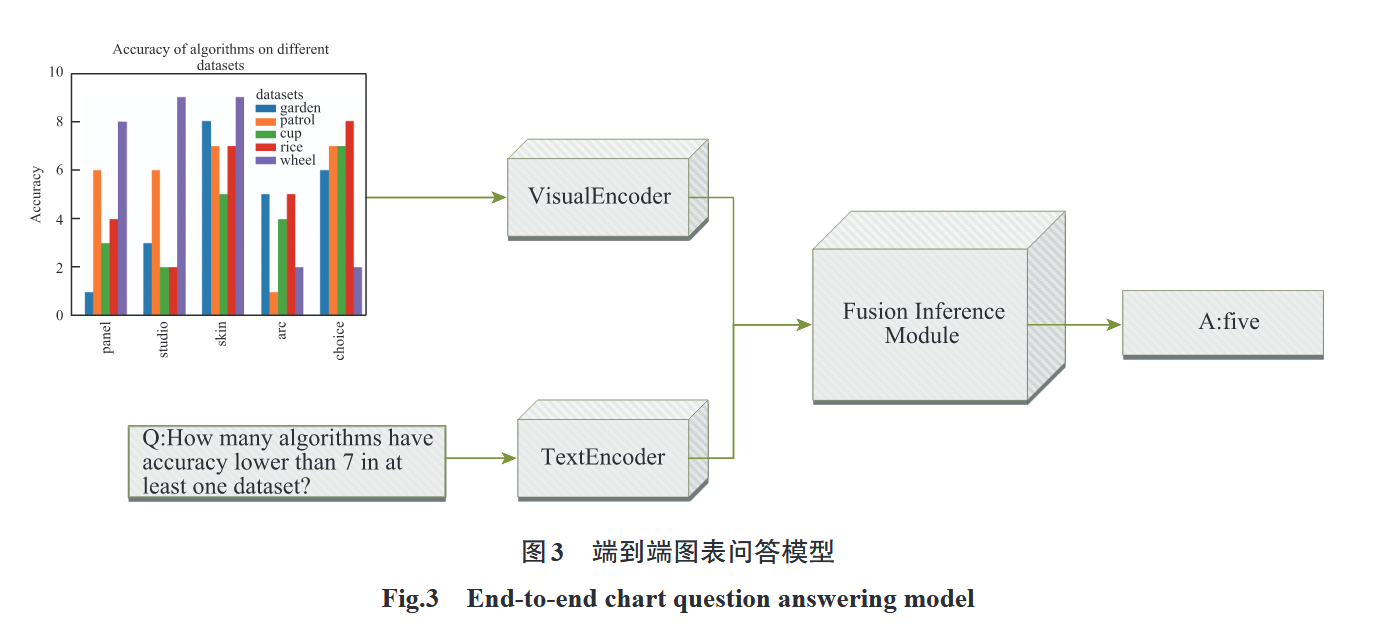 Accuracy of algorithms on different
datasets
10
8
6
4
2
0
Accuracy
datasets
garden
patrol
cup
rice
wheel
panel
studio
skin
arc
choice
VisualEncoder
Q:How many algorithms have
accuracy lower than 7 in at
least one dataset?
TextEncoder
Fusion Inference
Module
A:five
图3 端到端图表问答模型
Fig.3 End-to-end chart question answering model